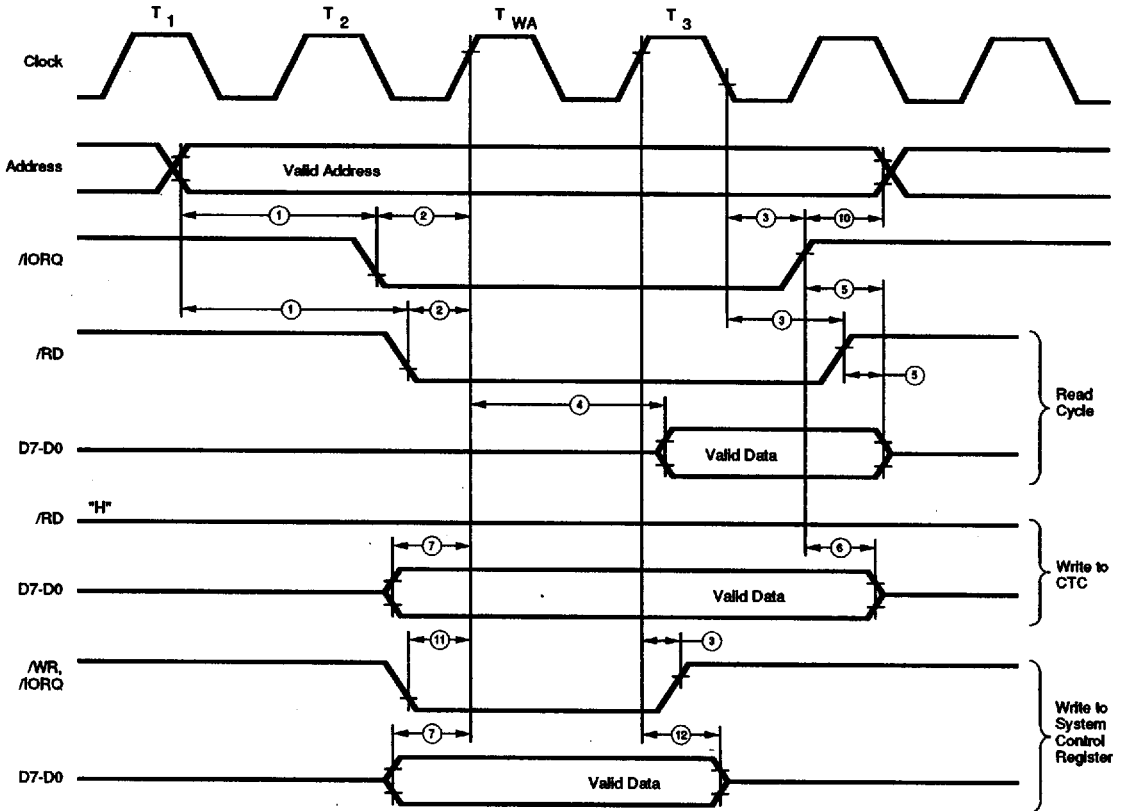 T 1 T 2 T WA T 3
Clock
Address
Valid Address
1 2 3 10
/IORQ
5
1 2 3
/RD
5
4
Read
Cycle
D7-D0
Valid Data
/RD "H"
7 6
Write to
CTC
D7-D0
Valid Data
11 3
/WR,
/IORQ
Write to
System
Control
Register
7 12
D7-D0
Valid Data